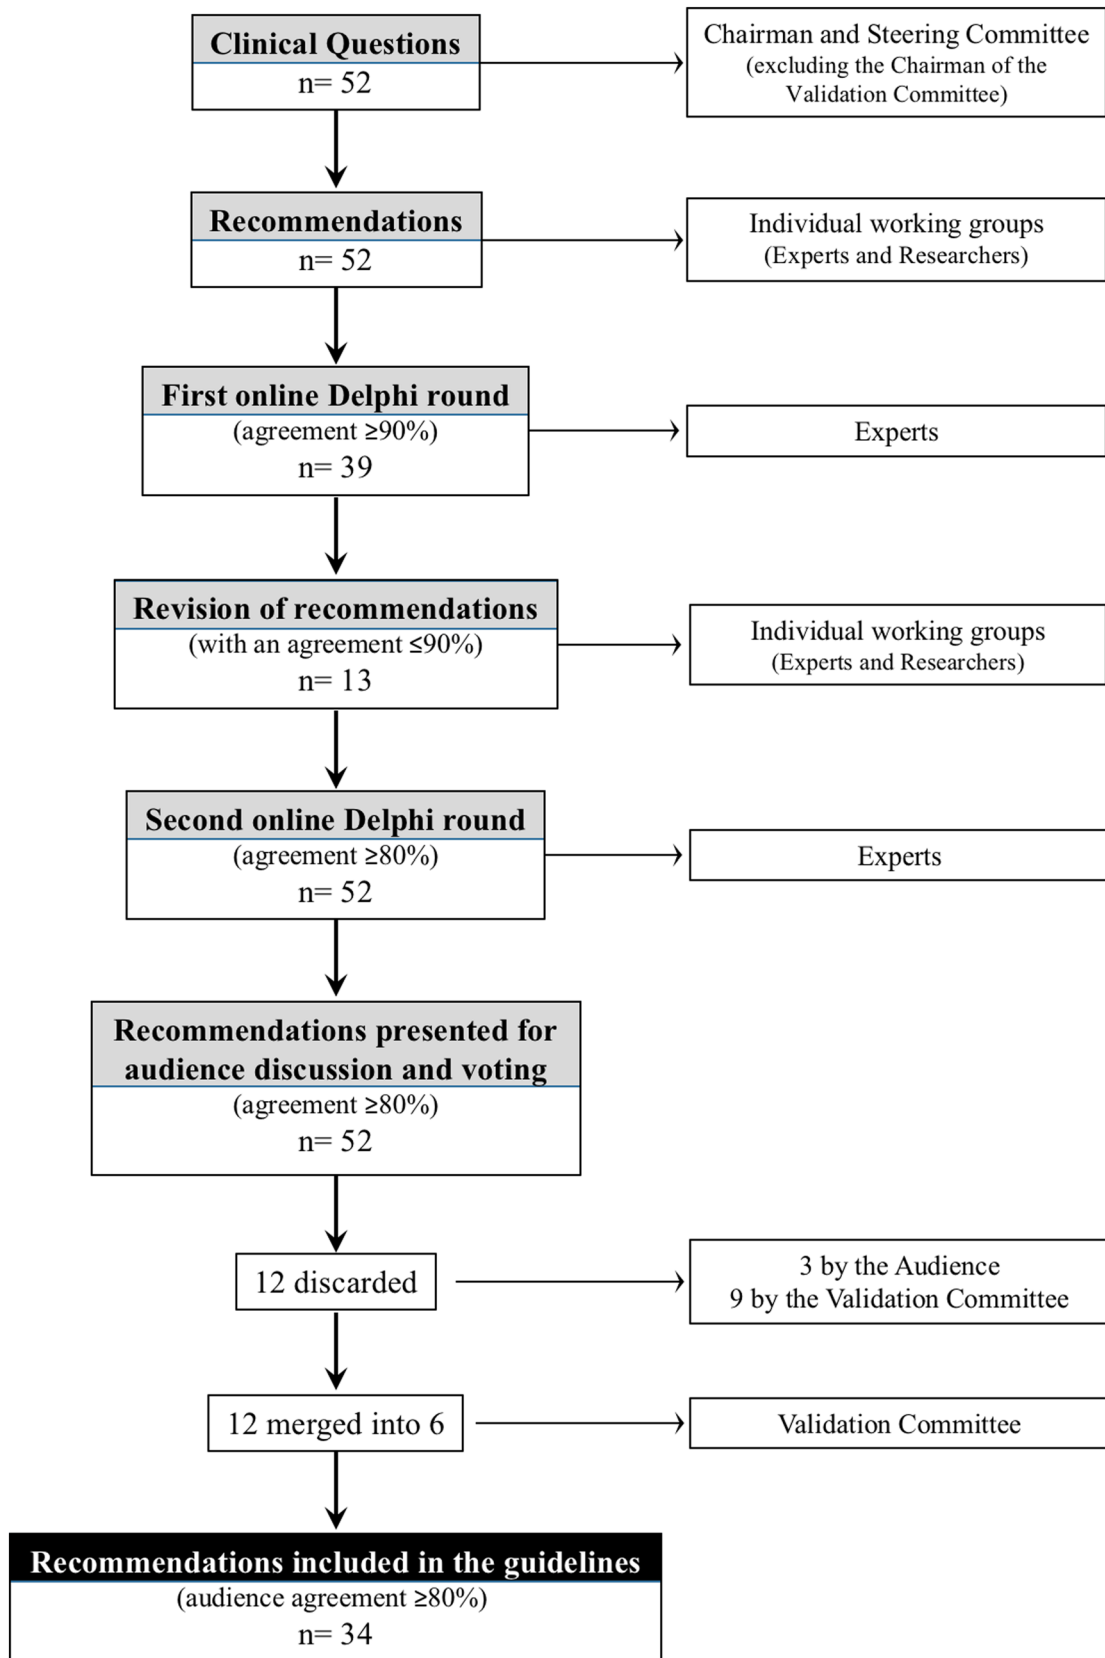 Clinical Questions
n= 52
Chairman and Steering Committee
(excluding the Chairman of the
Validation Committee)
Recommendations
n= 52
Individual working groups
(Experts and Researchers)
First online Delphi round
(agreement ≥90%)
n= 39
Experts
Revision of recommendations
(with an agreement ≤90%)
n= 13
Individual working groups
(Experts and Researchers)
Second online Delphi round
(agreement ≥80%)
n= 52
Experts
Recommendations presented for
audience discussion and voting
(agreement ≥80%)
n= 52
12 discarded
3 by the Audience
9 by the Validation Committee
12 merged into 6
Validation Committee
Recommendations included in the guidelines
(audience agreement ≥80%)
n= 34